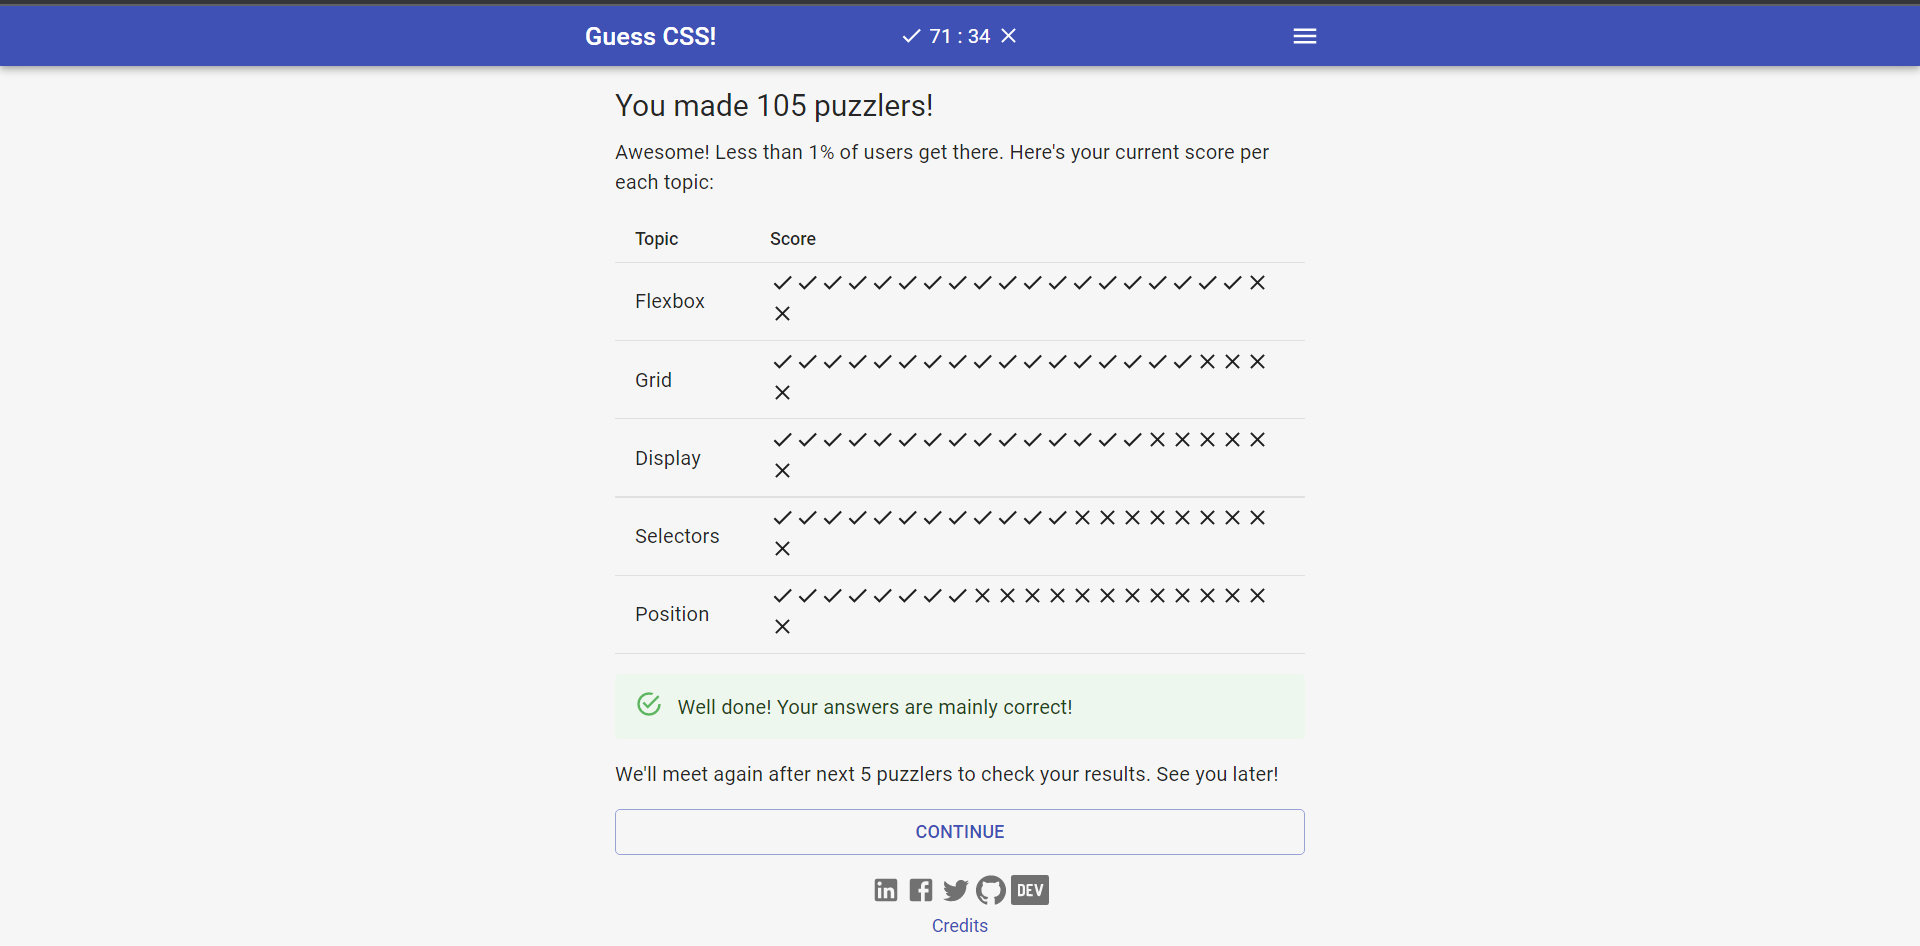 Guess CSS!
71 : 34
You made 105 puzzlers!
Awesome! Less than 1% of users get there. Here's your current score per
each topic:
Topic Score
Flexbox
Grid
Display
Selectors
Position
Well done! Your answers are mainly correct!
We'll meet again after next 5 puzzlers to check your results. See you later!
CONTINUE
DEV
Credits